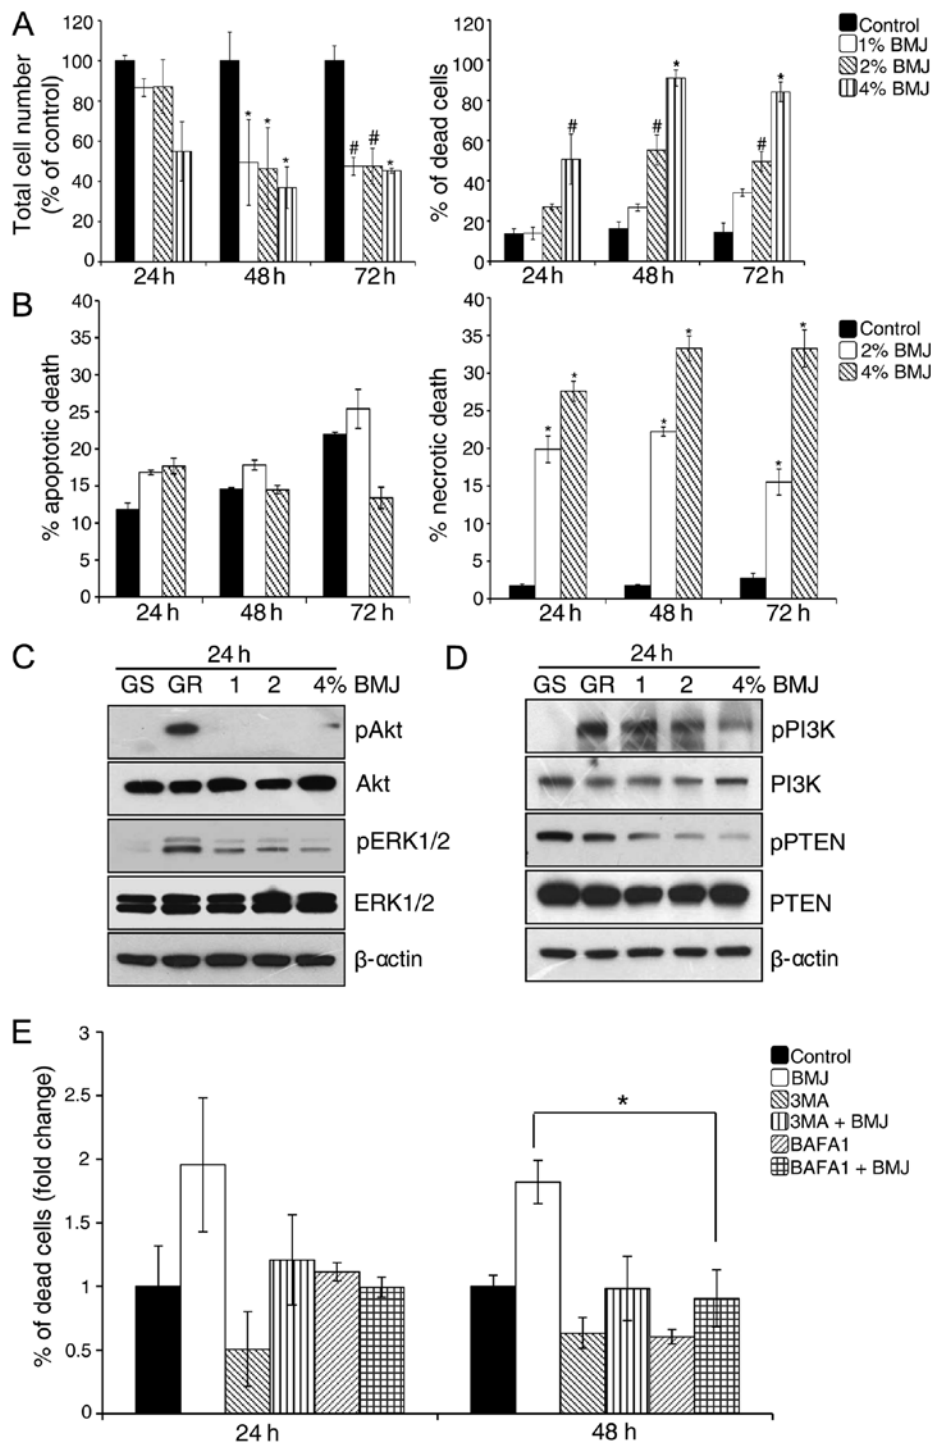 A
Total cell number
(% of control)
120
100
80
60
40
20
0
* * *
# # *
24 h 48 h 72 h
% of dead cells
120
100
80
60
40
20
0
#
# *
# *
24 h 48 h 72 h
Control
1% BMJ
2% BMJ
4% BMJ
B
% apoptotic death
40
35
30
25
20
15
10
5
0
24 h 48 h 72 h
% necrotic death
40
35
30
25
20
15
10
5
0
* *
* *
* *
24 h 48 h 72 h
Control
2% BMJ
4% BMJ
C
24 h
GS GR 1 2 4% BMJ
pAkt
Akt
pERK1/2
ERK1/2
β-actin
D
24 h
GS GR 1 2 4% BMJ
pPI3K
PI3K
pPTEN
PTEN
β-actin
E
% of dead cells (fold change)
3
2.5
2
1.5
1
0.5
0
*
24 h 48 h
Control
BMJ
3MA
3MA + BMJ
BAFA1
BAFA1 + BMJ